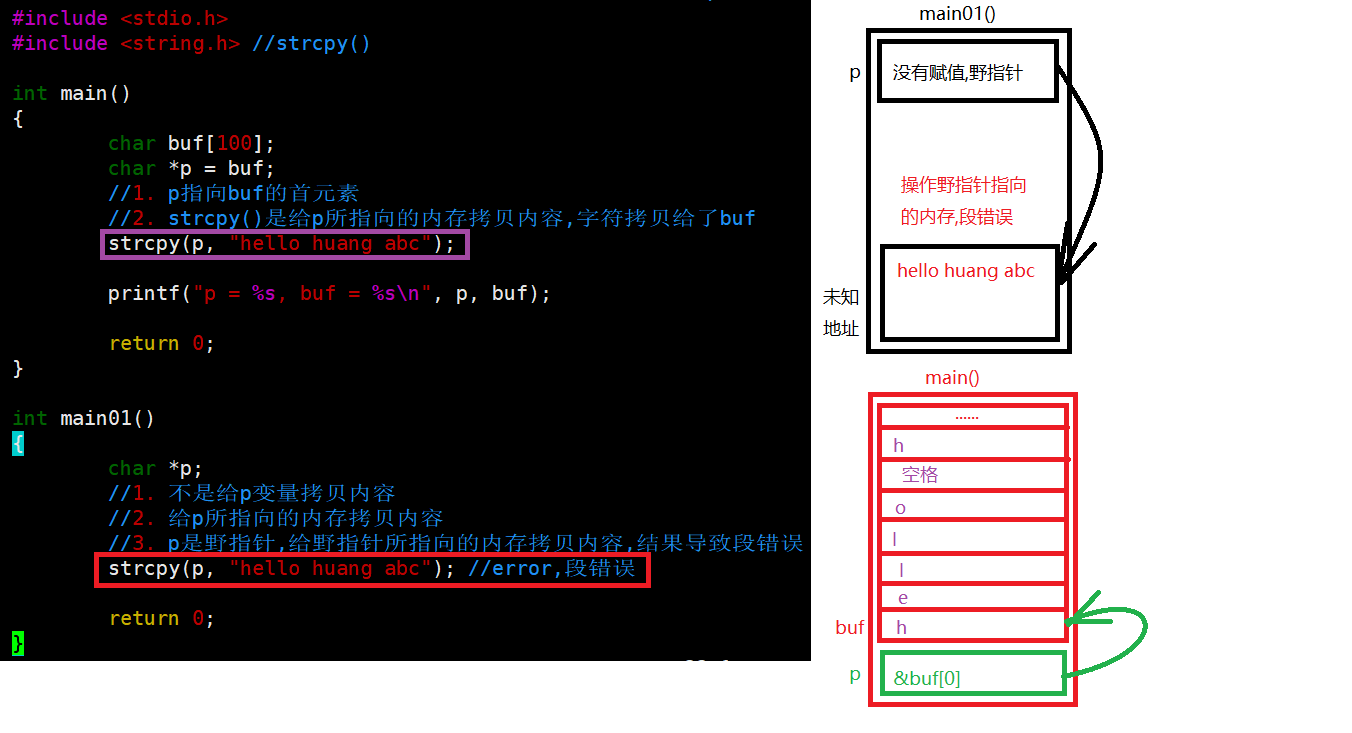 #include <stdio.h>
#include <string.h> //strcpy()
int main()
{
char buf[100];
char *p = buf;
//1. p指向buf的首元素
//2. strcpy()是给p所指向的内存拷贝内容,字符拷贝给了buf
strcpy(p, "hello huang abc");
printf("p = %s, buf = %s\n", p, buf);
return 0;
}
int main01()
{
char *p;
//1. 不是给p变量拷贝内容
//2. 给p所指向的内存拷贝内容
//3. p是野指针,给野指针所指向的内存拷贝内容,结果导致段错误
strcpy(p, "hello huang abc"); //error,段错误
return 0;
}
main01()
p
没有赋值,野指针
操作野指针指向
的内存,段错误
hello huang abc
未知
地址
main()
......
h
空格
o
l
l
e
buf
h
p
&buf[0]